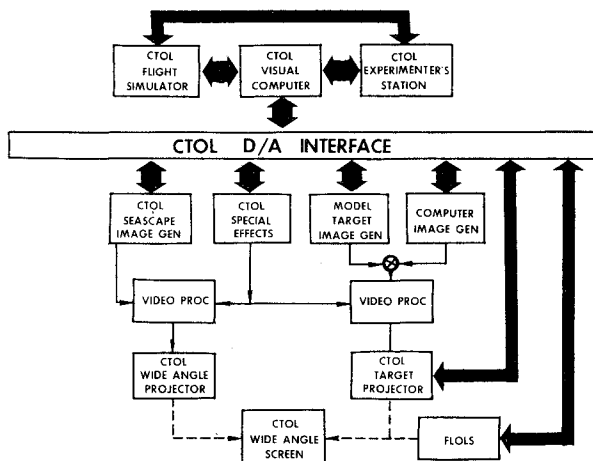 CTOL
FLIGHT
SIMULATOR
CTOL
VISUAL
COMPUTER
CTOL
EXPERIMENTER'S
STATION
CTOL D/A INTERFACE
CTOL
SEASCAPE
IMAGE GEN
CTOL
SPECIAL
EFFECTS
MODEL
TARGET
IMAGE GEN
COMPUTER
IMAGE GEN
VIDEO PROC
VIDEO PROC
CTOL
WIDE ANGLE
PROJECTOR
CTOL
TARGET
PROJECTOR
CTOL
WIDE ANGLE
SCREEN
FLOLS